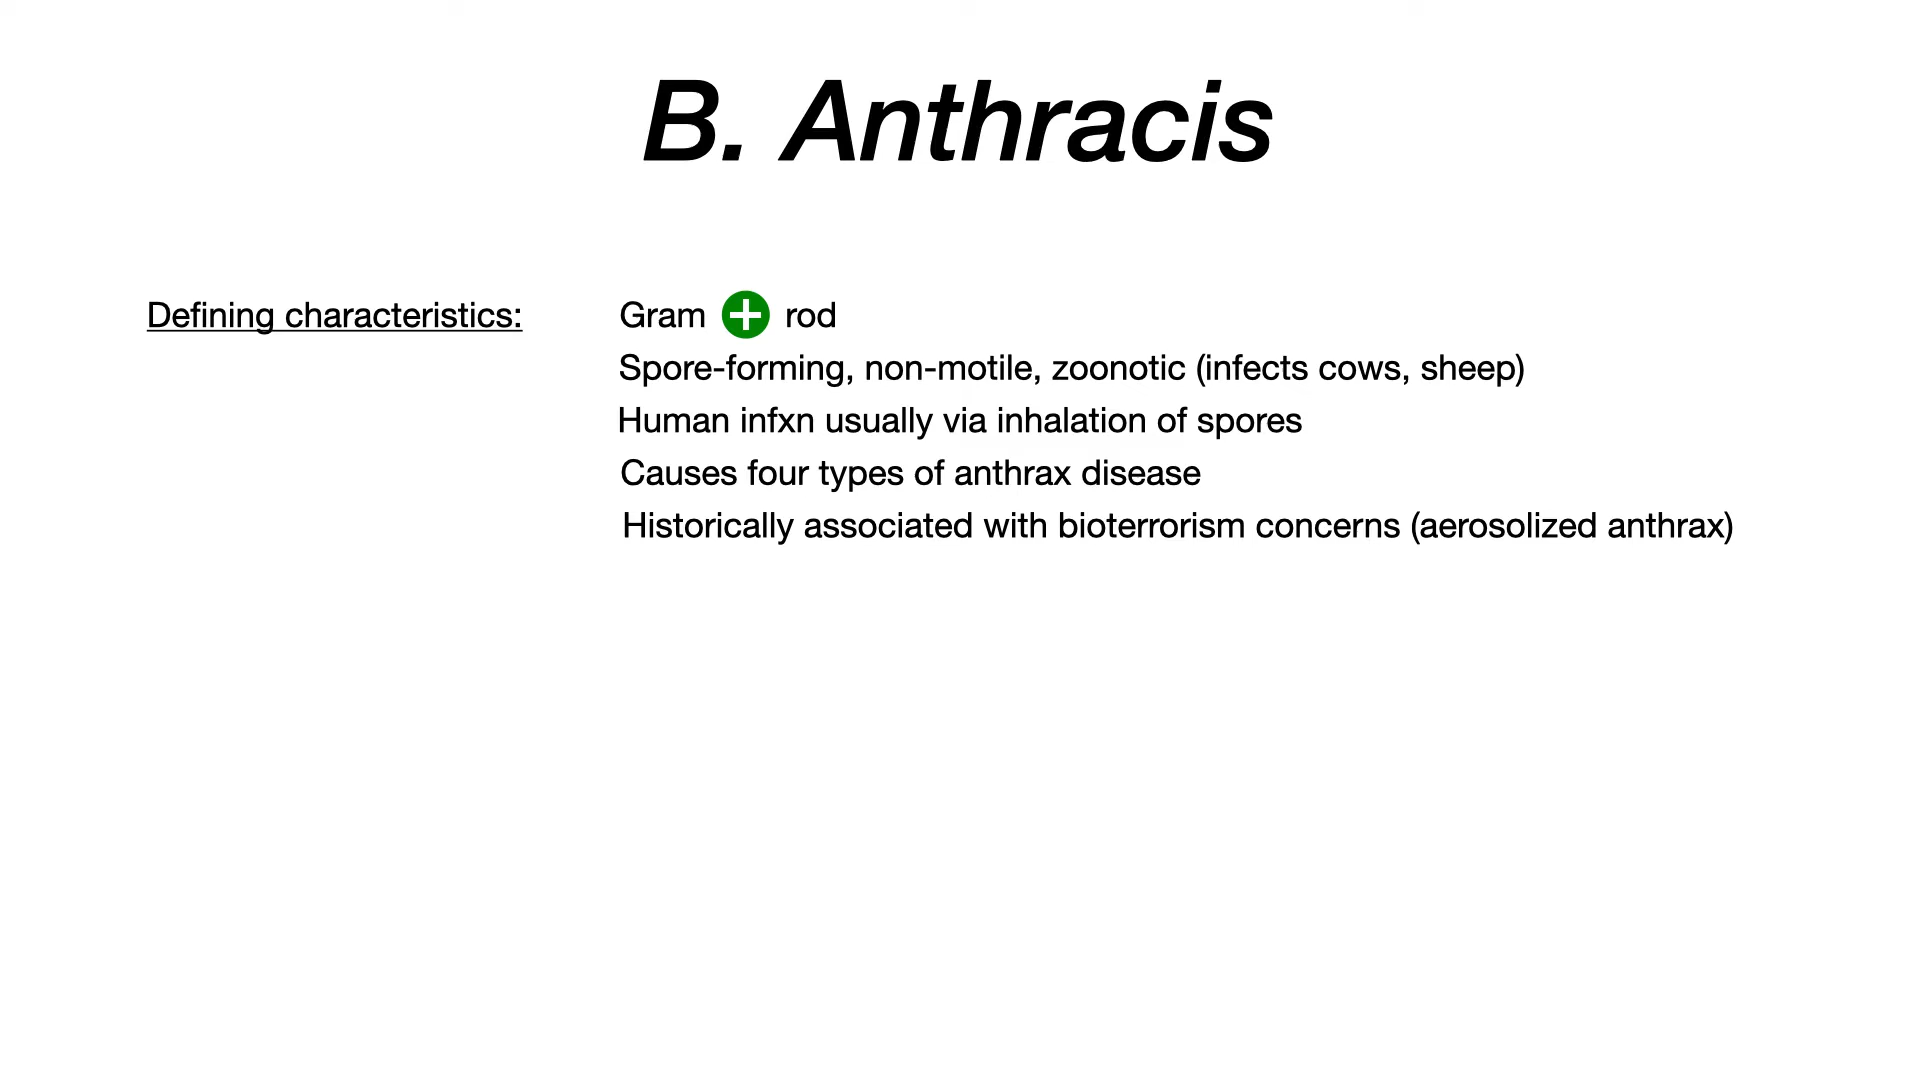 B. Anthracis
Defining characteristics: Gram + rod
Spore-forming, non-motile, zoonotic (infects cows, sheep)
Human infxn usually via inhalation of spores
Causes four types of anthrax disease
Historically associated with bioterrorism concerns (aerosolized anthrax)